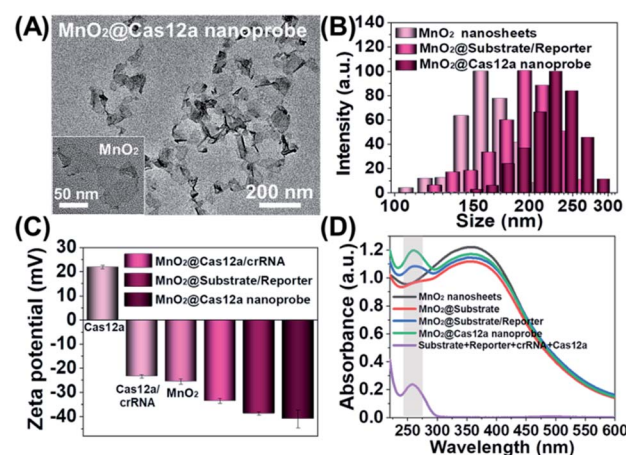 (A)
MnO2@Cas12a nanoprobe
MnO2
50 nm
200 nm
(B)
140
120
100
80
60
40
20
0
Intensity (a.u.)
MnO2 nanosheets
MnO2@Substrate/Reporter
MnO2@Cas12a nanoprobe
100
150
200
250
300
Size (nm)
(C)
30
20
10
0
-10
-20
-30
-40
Zeta potential (mV)
MnO2@Cas12a/crRNA
MnO2@Substrate/Reporter
MnO2@Cas12a nanoprobe
Cas12a
Cas12a/
crRNA
MnO2
(D)
1.2
1.0
0.8
0.6
0.4
0.2
0.0
Absorbance (a.u.)
MnO2 nanosheets
MnO2@Substrate
MnO2@Substrate/Reporter
MnO2@Cas12a nanoprobe
Substrate+Reporter+crRNA+Cas12a
250
300
350
400
450
500
550
600
Wavelength (nm)